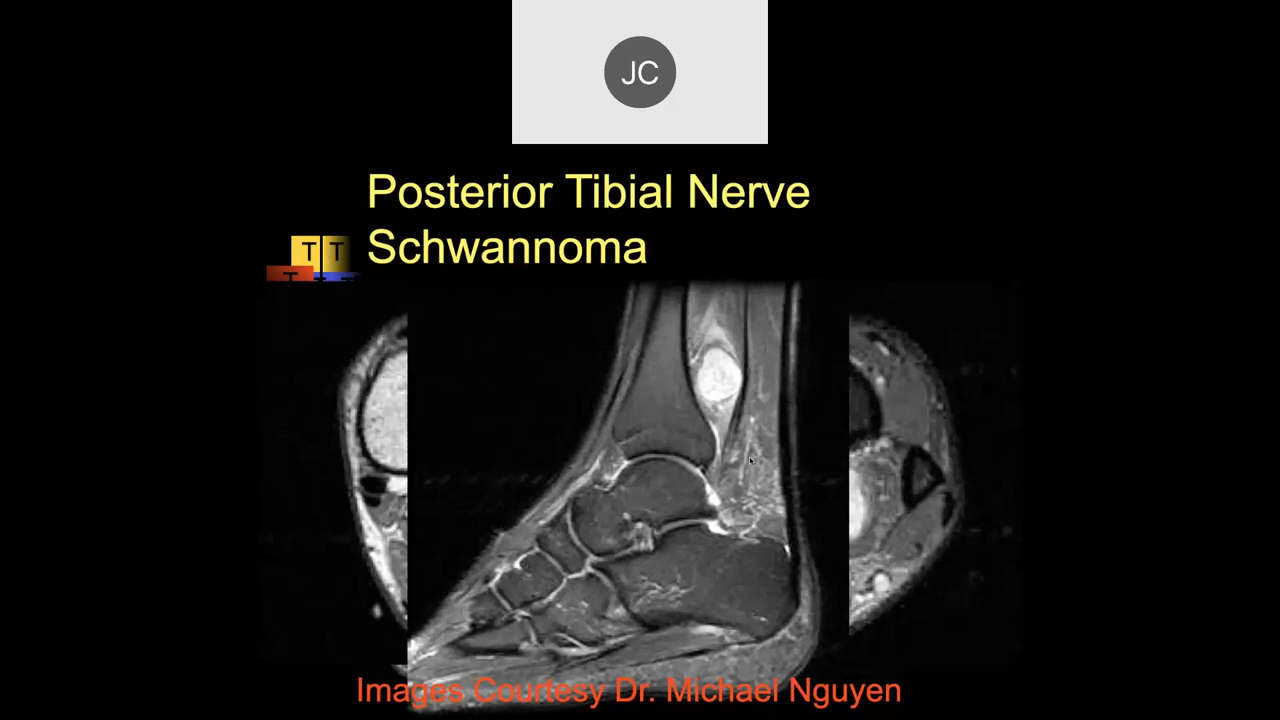 JC
Posterior Tibial Nerve
Schwannoma
T T
T
Images Courtesy Dr. Michael Nguyen